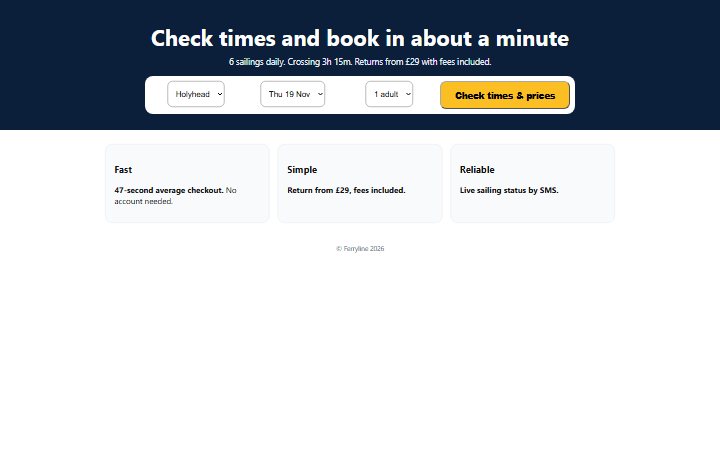 Check times and book in about a minute
6 sailings daily. Crossing 3h 15m. Returns from £29 with fees included.
Holyhead
Thu 19 Nov
1 adult
Check times & prices
Fast
47-second average checkout. No
account needed.
Simple
Return from £29, fees included.
Reliable
Live sailing status by SMS.
© Ferryline 2026